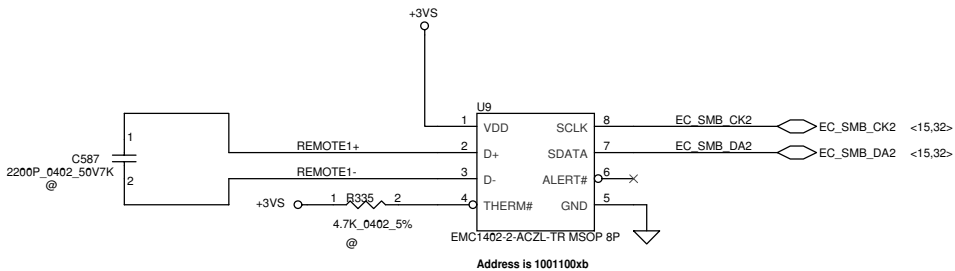 +3VS
U9
1 VDD SCLK 8 EC_SMB_CK2 EC_SMB_CK2 <15,32>
1 REMOTE1+ 2 D+ SDATA 7 EC_SMB_DA2 EC_SMB_DA2 <15,32>
C587
2200P_0402_50V7K
@
2 REMOTE1- 3 D- ALERT# 6
+3VS 1 R335 2 4 THERM# GND 5
4.7K_0402_5%
@
EMC1402-2-ACZL-TR MSOP 8P
Address is 1001100xb